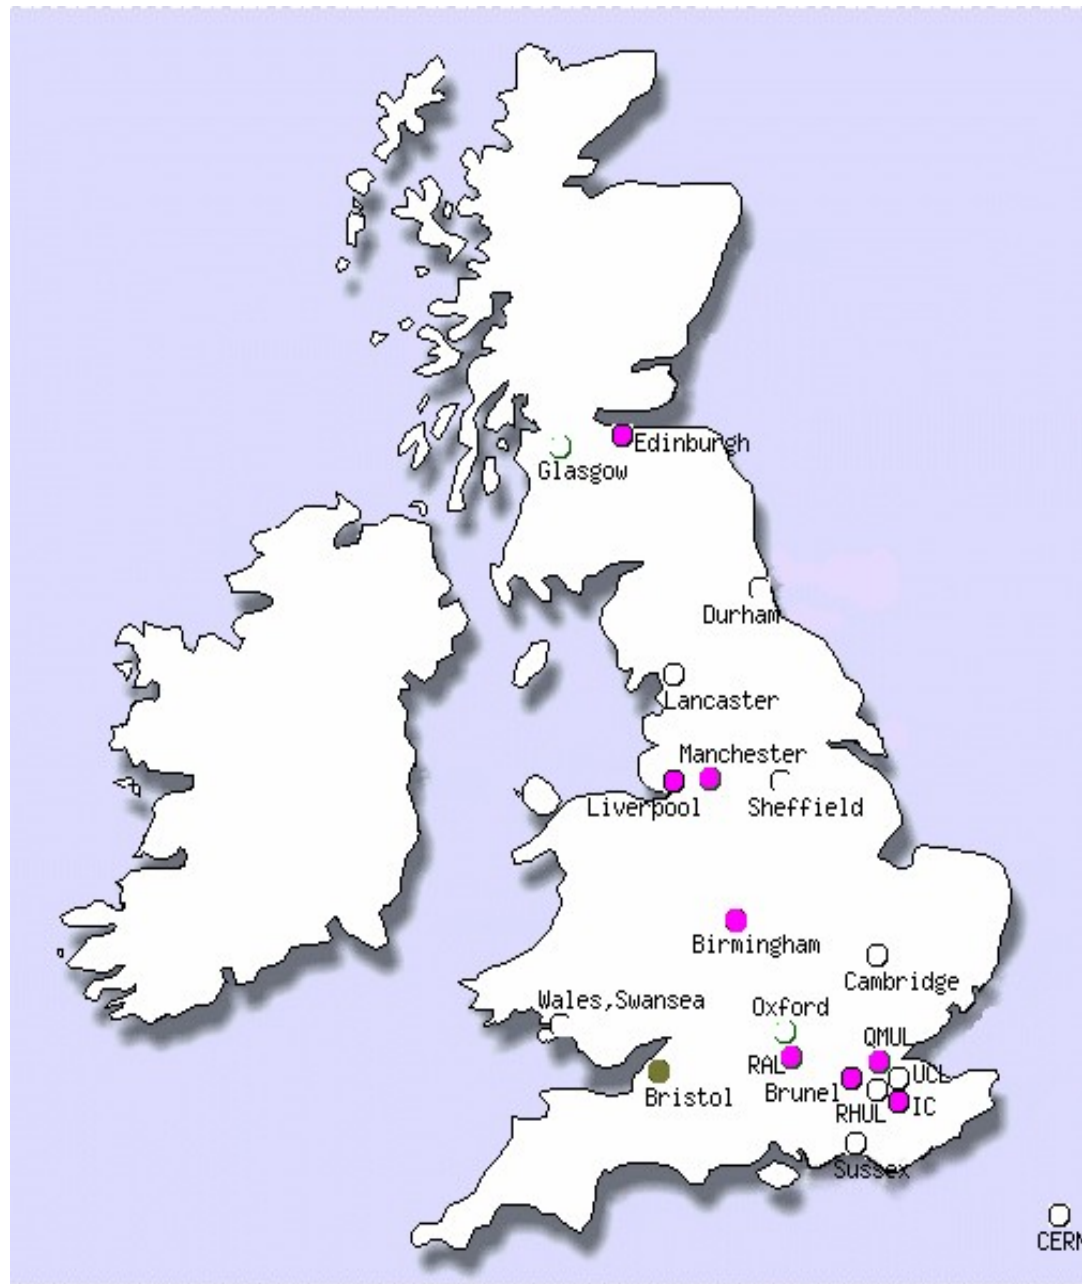 Edinburgh
Glasgow
Durham
Lancaster
Manchester
Liverpool
Sheffield
Birmingham
Cambridge
Wales,Swansea
Oxford
QMUL
RAL
UCL
Brunel
Bristol
RHUL
IC
Sussex
CERN